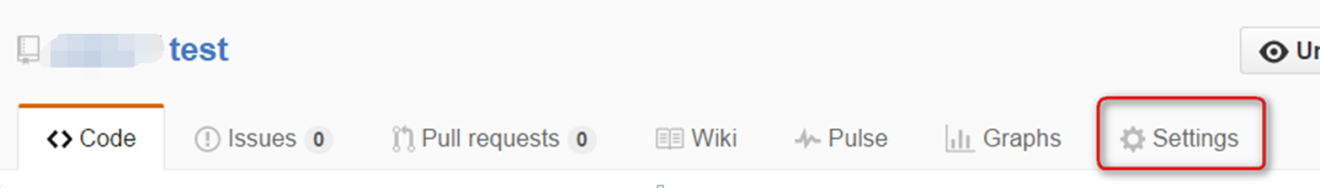 test
Code Issues 0 Pull requests 0 Wiki Pulse Graphs Settings